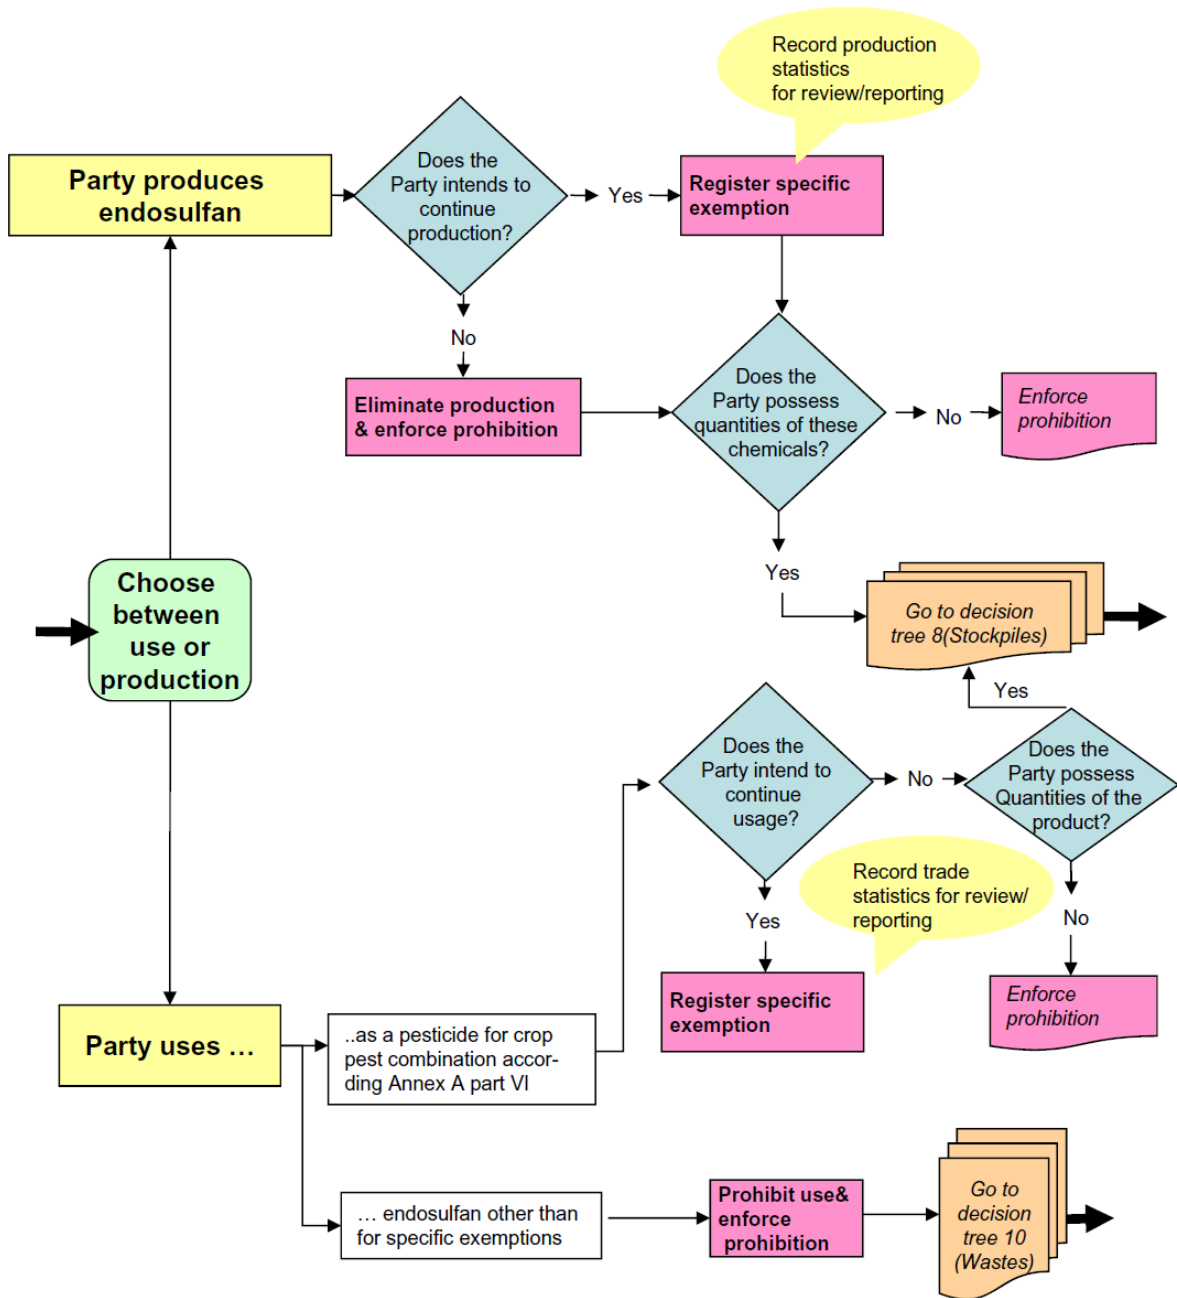 Record production
statistics
for review/reporting
Party produces
endosulfan
Does the
Party intends to
continue
production?
Yes
Register specific
exemption
No
Eliminate production
& enforce prohibition
Does the
Party possess
quantities of these
chemicals?
No
Enforce
prohibition
Yes
Go to decision
tree 8(Stockpiles)
Choose
between
use or
production
Yes
Does the
Party intend to
continue
usage?
No
Does the
Party possess
Quantities of the
product?
Record trade
statistics for review/
reporting
Yes
No
Register specific
exemption
Enforce
prohibition
Party uses …
..as a pesticide for crop
pest combination accor-
ding Annex A part VI
… endosulfan other than
for specific exemptions
Prohibit use&
enforce
prohibition
Go to
decision
tree 10
(Wastes)